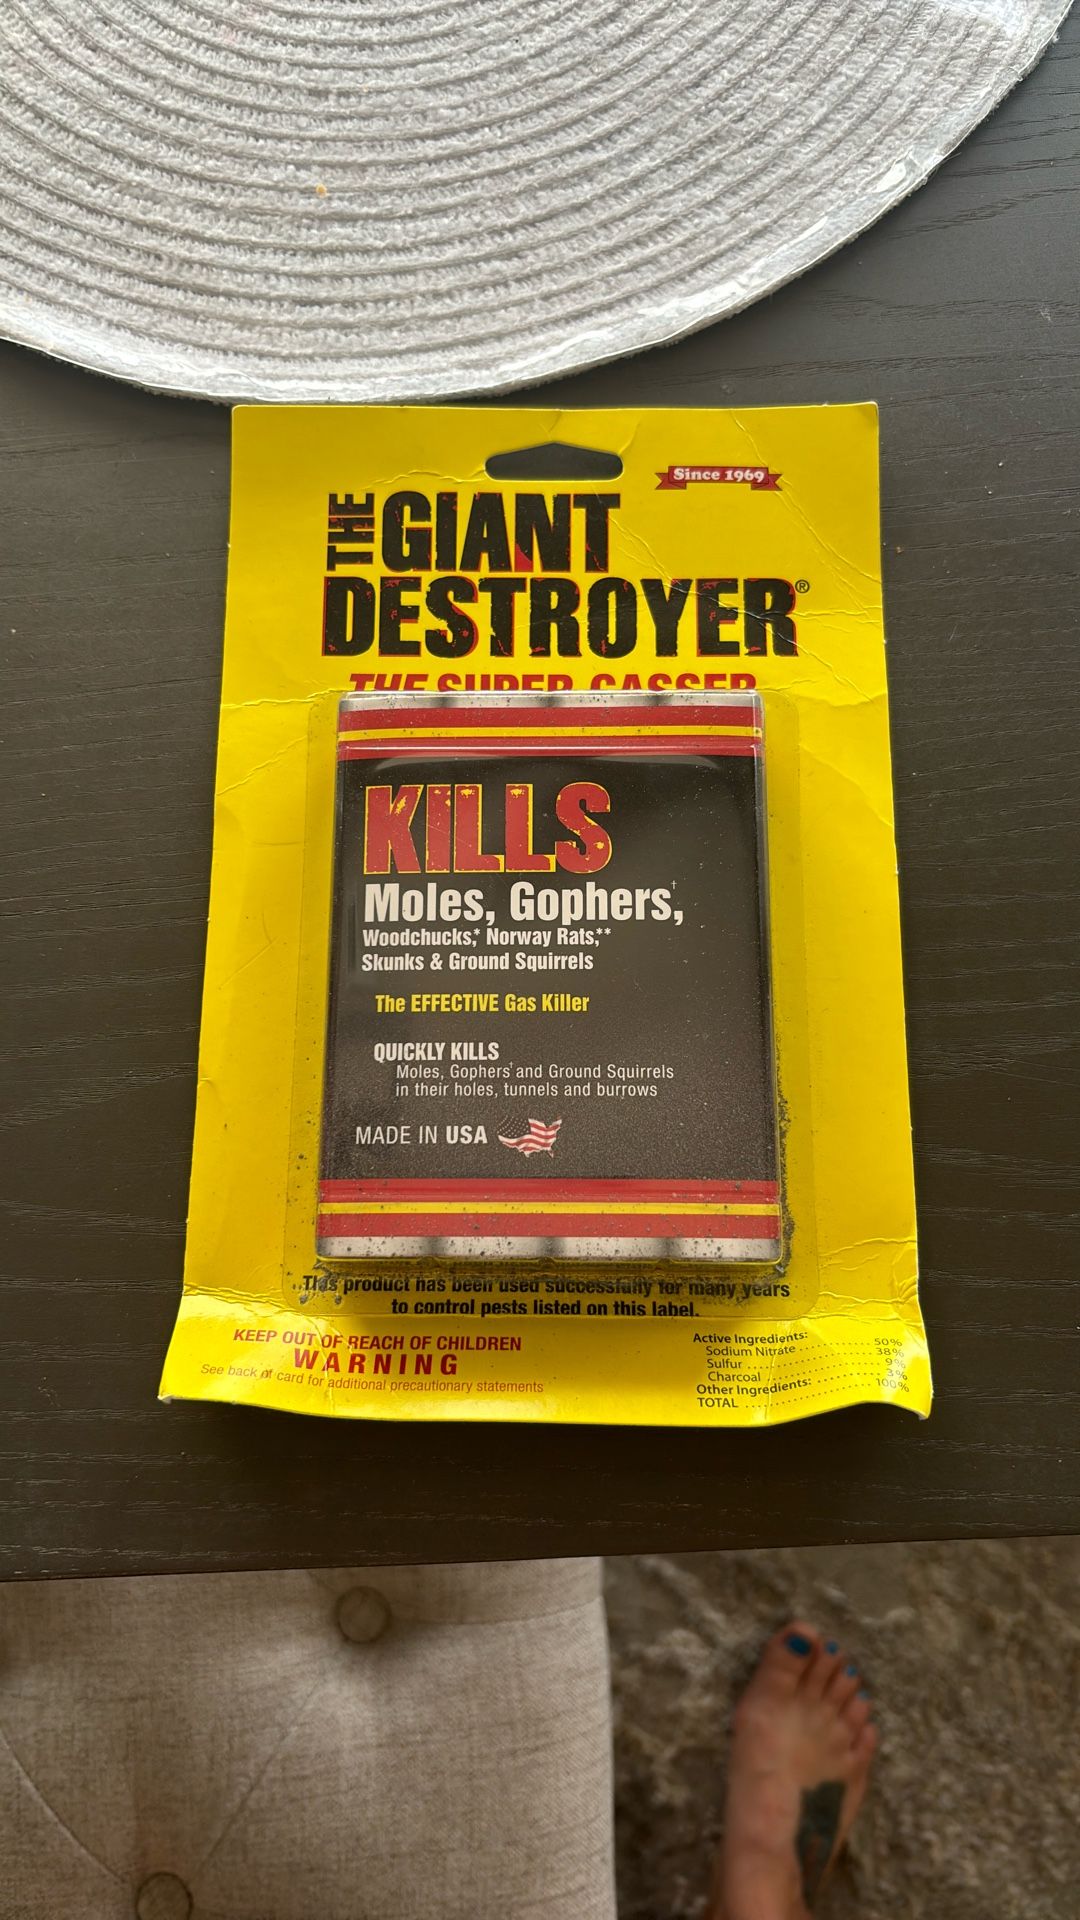 Since 1969
THE GIANT
DESTROYER®
THE SUPER GASSER
KILLS
Moles, Gophers,†
Woodchucks,* Norway Rats,**
Skunks & Ground Squirrels
The EFFECTIVE Gas Killer
QUICKLY KILLS
Moles, Gophers† and Ground Squirrels
in their holes, tunnels and burrows
MADE IN USA
This product has been used successfully for many years
to control pests listed on this label.
KEEP OUT OF REACH OF CHILDREN
WARNING
See back of card for additional precautionary statements
Active Ingredients:
Sodium Nitrate .......... 50%
Sulfur .......... 38%
Charcoal .......... 9%
Other Ingredients: .......... 3%
TOTAL .......... 100%